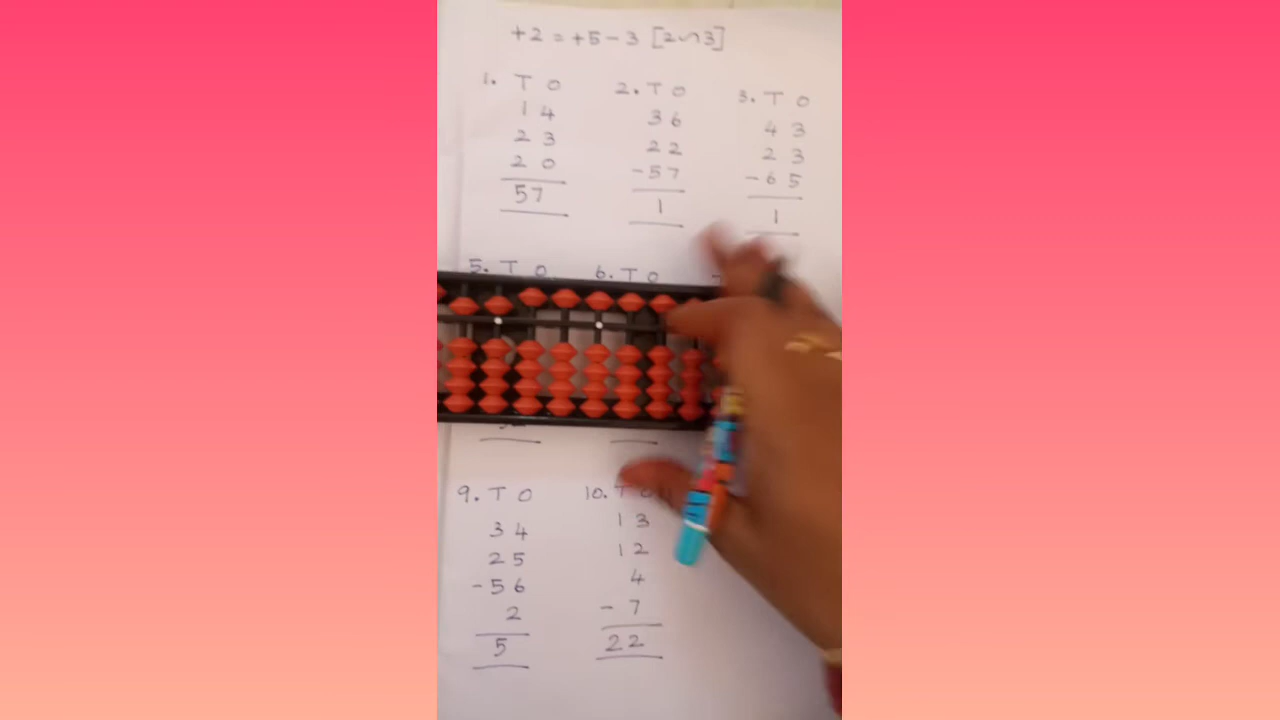 +2 = +5 - 3 [2~3]
1. T O
1 4
2 3
2 0
57
2. T O
3 6
2 2
- 5 7
1
3. T O
4 3
2 3
- 6 5
1
5. T O
6. T O
9. T O
3 4
2 5
- 5 6
2
5
10. T O
1 3
1 2
4
- 7
22